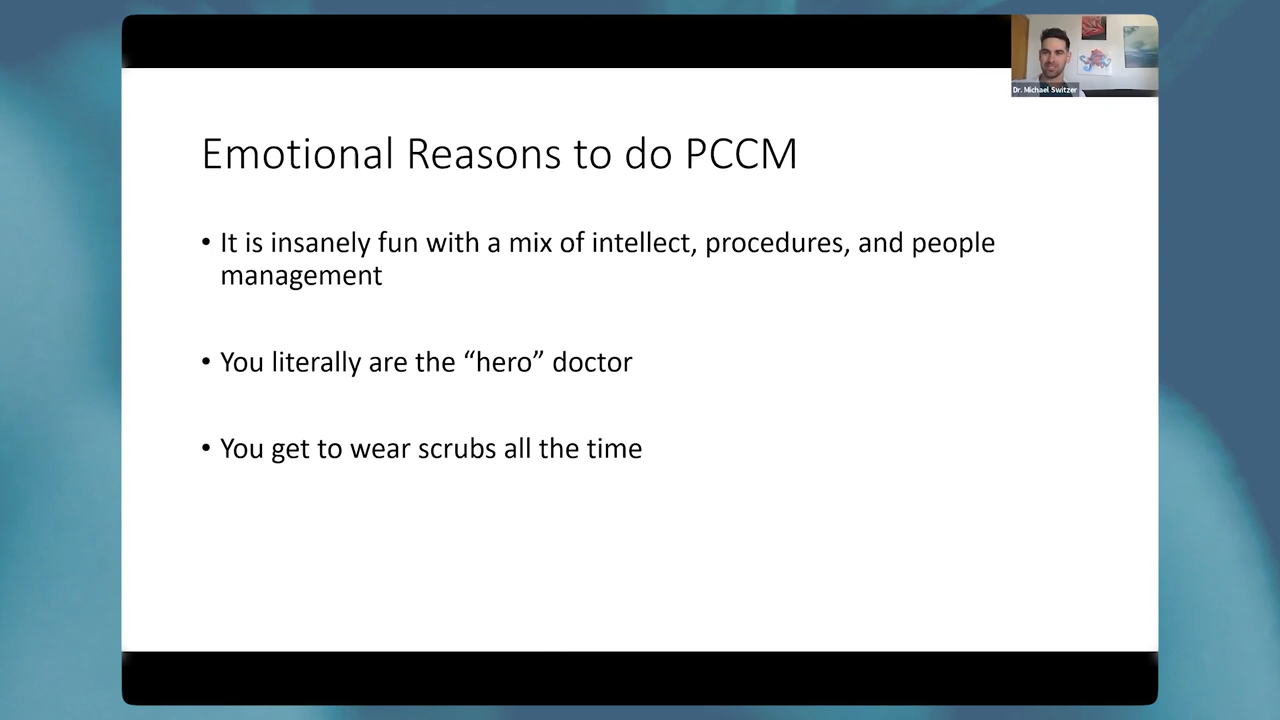 Dr. Michael Switzer
Emotional Reasons to do PCCM
• It is insanely fun with a mix of intellect, procedures, and people
management
• You literally are the “hero” doctor
• You get to wear scrubs all the time